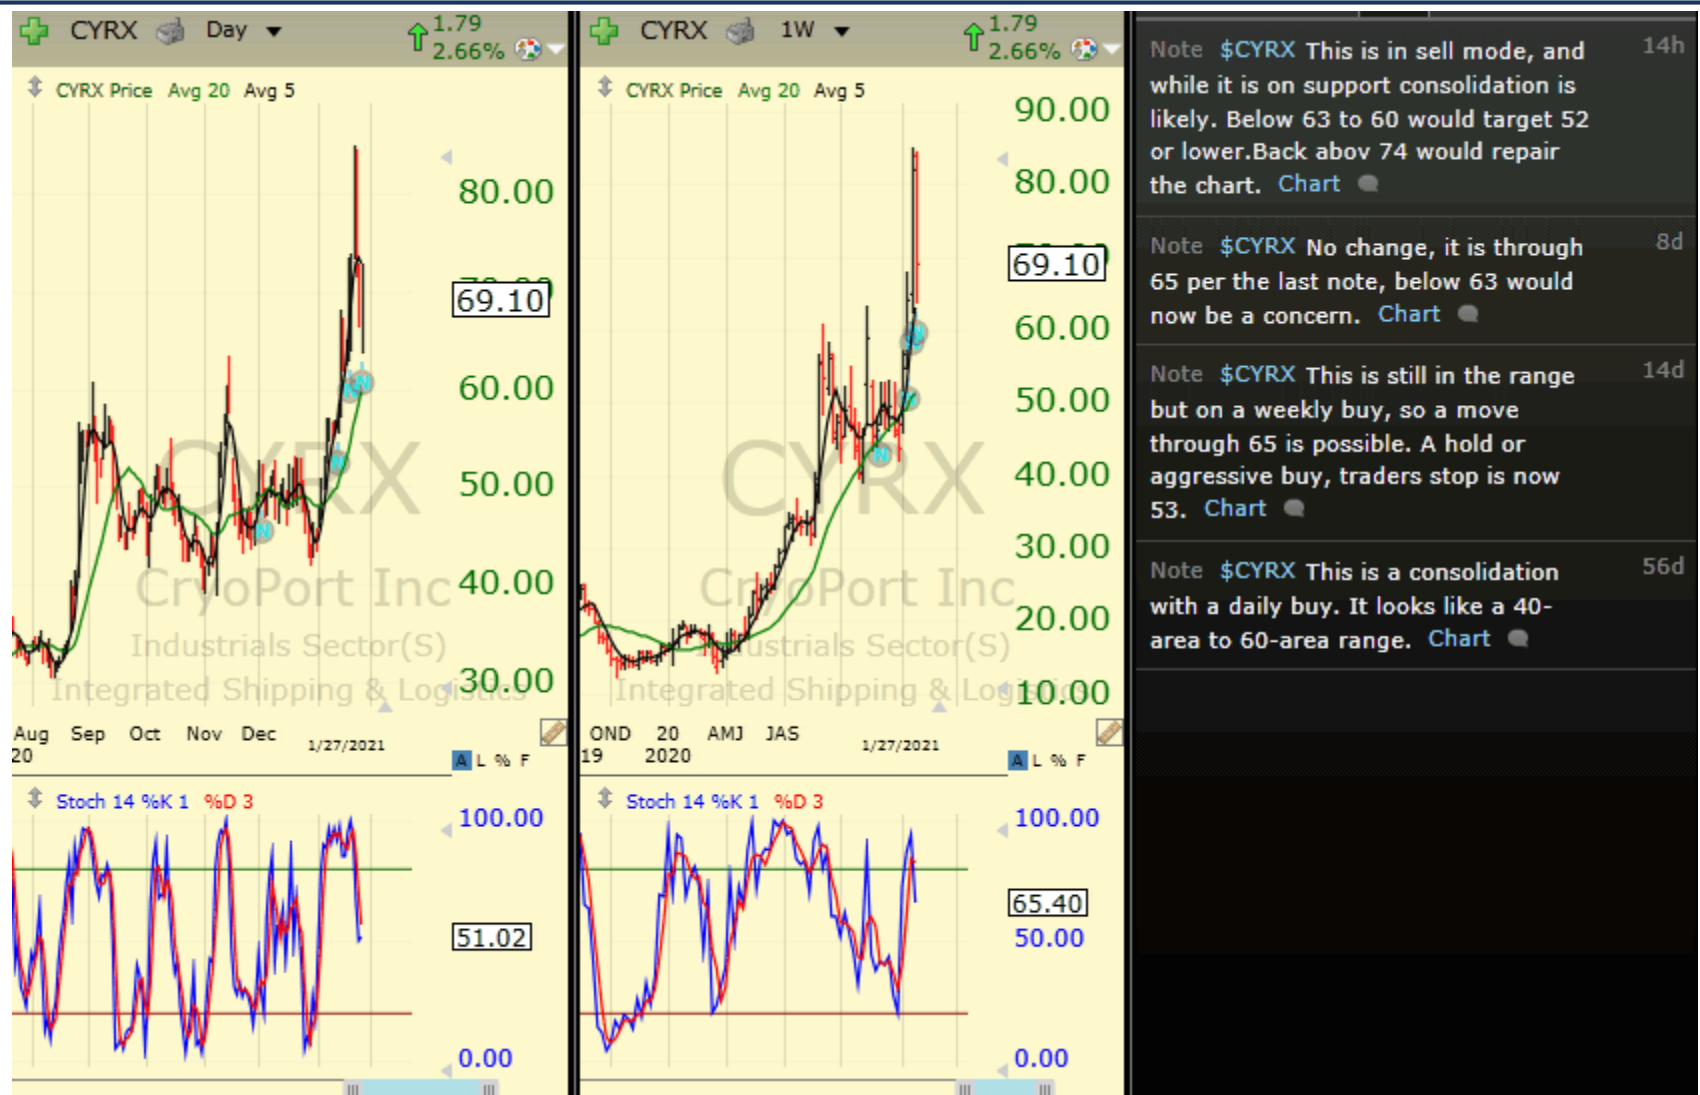 CYRX Day
1.79
2.66%
CYRX Price Avg 20 Avg 5
80.00
69.10
60.00
50.00
40.00
30.00
CYRX
CryoPort Inc
Industrials Sector(S)
Integrated Shipping & Logistics
Aug Sep Oct Nov Dec
20
1/27/2021
A L % F
Stoch 14 %K 1 %D 3
100.00
51.02
0.00
CYRX 1W
1.79
2.66%
CYRX Price Avg 20 Avg 5
90.00
80.00
69.10
60.00
50.00
40.00
30.00
20.00
10.00
CYRX
CryoPort Inc
Industrials Sector(S)
Integrated Shipping & Logistics
OND 20 AMJ JAS
19 2020
1/27/2021
A L % F
Stoch 14 %K 1 %D 3
100.00
65.40
50.00
0.00
Note $CYRX This is in sell mode, and 14h
while it is on support consolidation is
likely. Below 63 to 60 would target 52
or lower.Back abov 74 would repair
the chart. Chart
Note $CYRX No change, it is through 8d
65 per the last note, below 63 would
now be a concern. Chart
Note $CYRX This is still in the range 14d
but on a weekly buy, so a move
through 65 is possible. A hold or
aggressive buy, traders stop is now
53. Chart
Note $CYRX This is a consolidation 56d
with a daily buy. It looks like a 40-
area to 60-area range. Chart